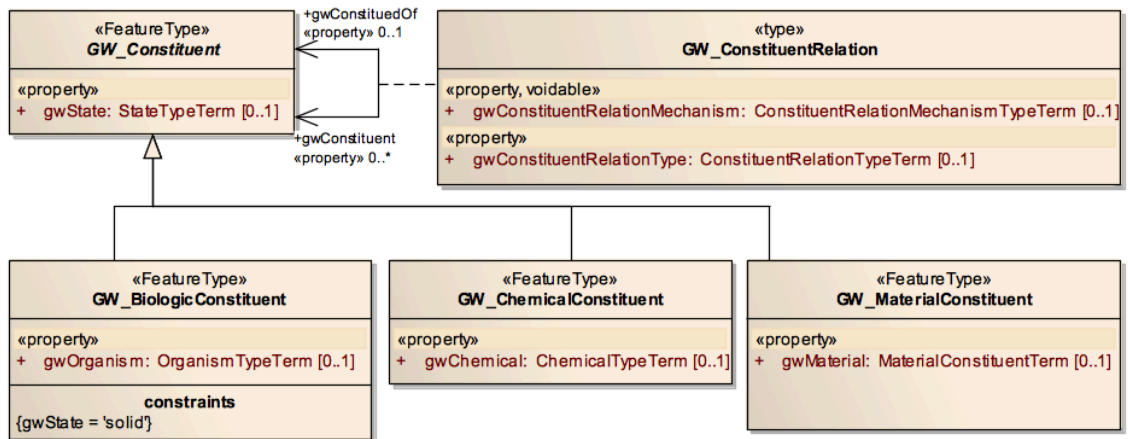 «FeatureType»
GW_Constituent
«property»
+ gwState: StateTypeTerm [0..1]
+gwConstituedOf
«property» 0..1
+gwConstituent
«property» 0..*
«type»
GW_ConstituentRelation
«property, voidable»
+ gwConstituentRelationMechanism: ConstituentRelationMechanismTypeTerm [0..1]
«property»
+ gwConstituentRelationType: ConstituentRelationTypeTerm [0..1]
«FeatureType»
GW_BiologicConstituent
«property»
+ gwOrganism: OrganismTypeTerm [0..1]
constraints
{gwState = 'solid'}
«FeatureType»
GW_ChemicalConstituent
«property»
+ gwChemical: ChemicalTypeTerm [0..1]
«FeatureType»
GW_MaterialConstituent
«property»
+ gwMaterial: MaterialConstituentTerm [0..1]